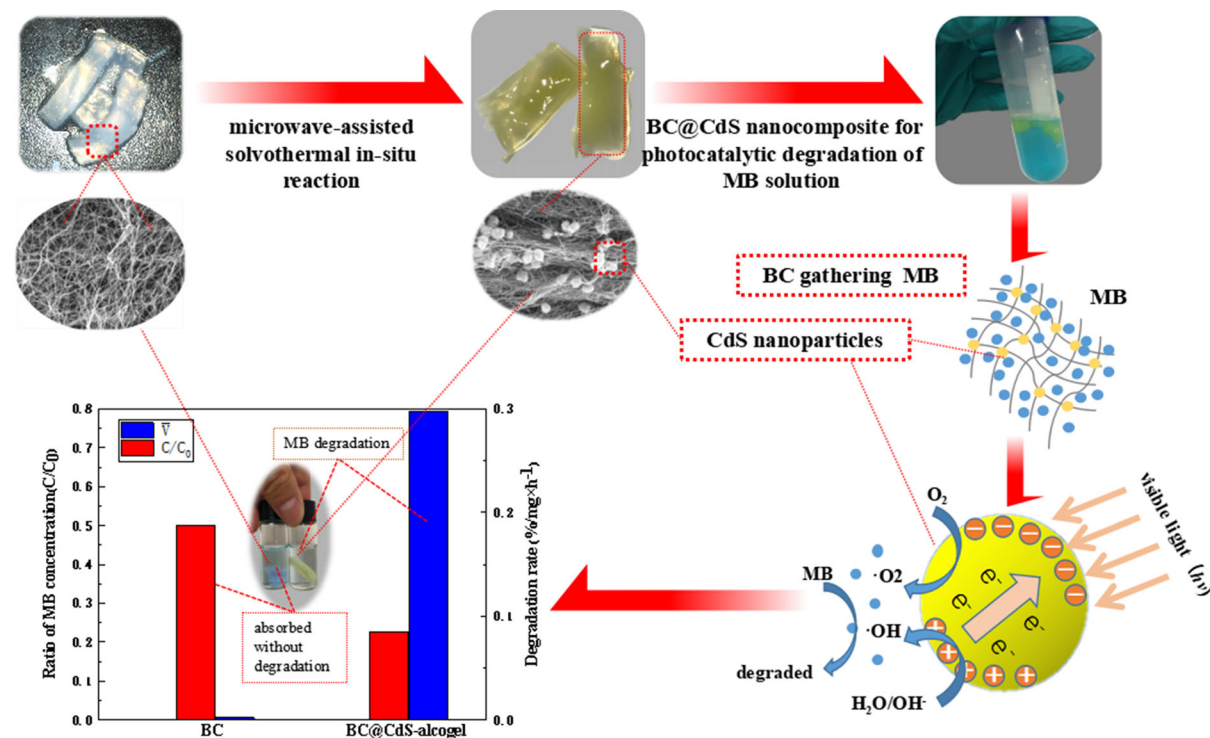 microwave-assisted
solvothermal in-situ
reaction
BC@CdS nanocomposite for
photocatalytic degradation of
MB solution
BC gathering MB
MB
CdS nanoparticles
Ratio of MB concentration(C/C0)
0.8
0.7
0.6
0.5
0.4
0.3
0.2
0.1
0.0
V̅
C/C₀
MB degradation
absorbed
without
degradation
BC
BC@CdS-alcogel
0.3
0.2
0.1
0.0
Degradation rate (%/mg×h⁻¹)
O₂
visible light (hν)
MB
·O2
·OH
degraded
H₂O/OH⁻
e⁻
e⁻
e⁻
e⁻
− − − − − − −
+ + + + + +